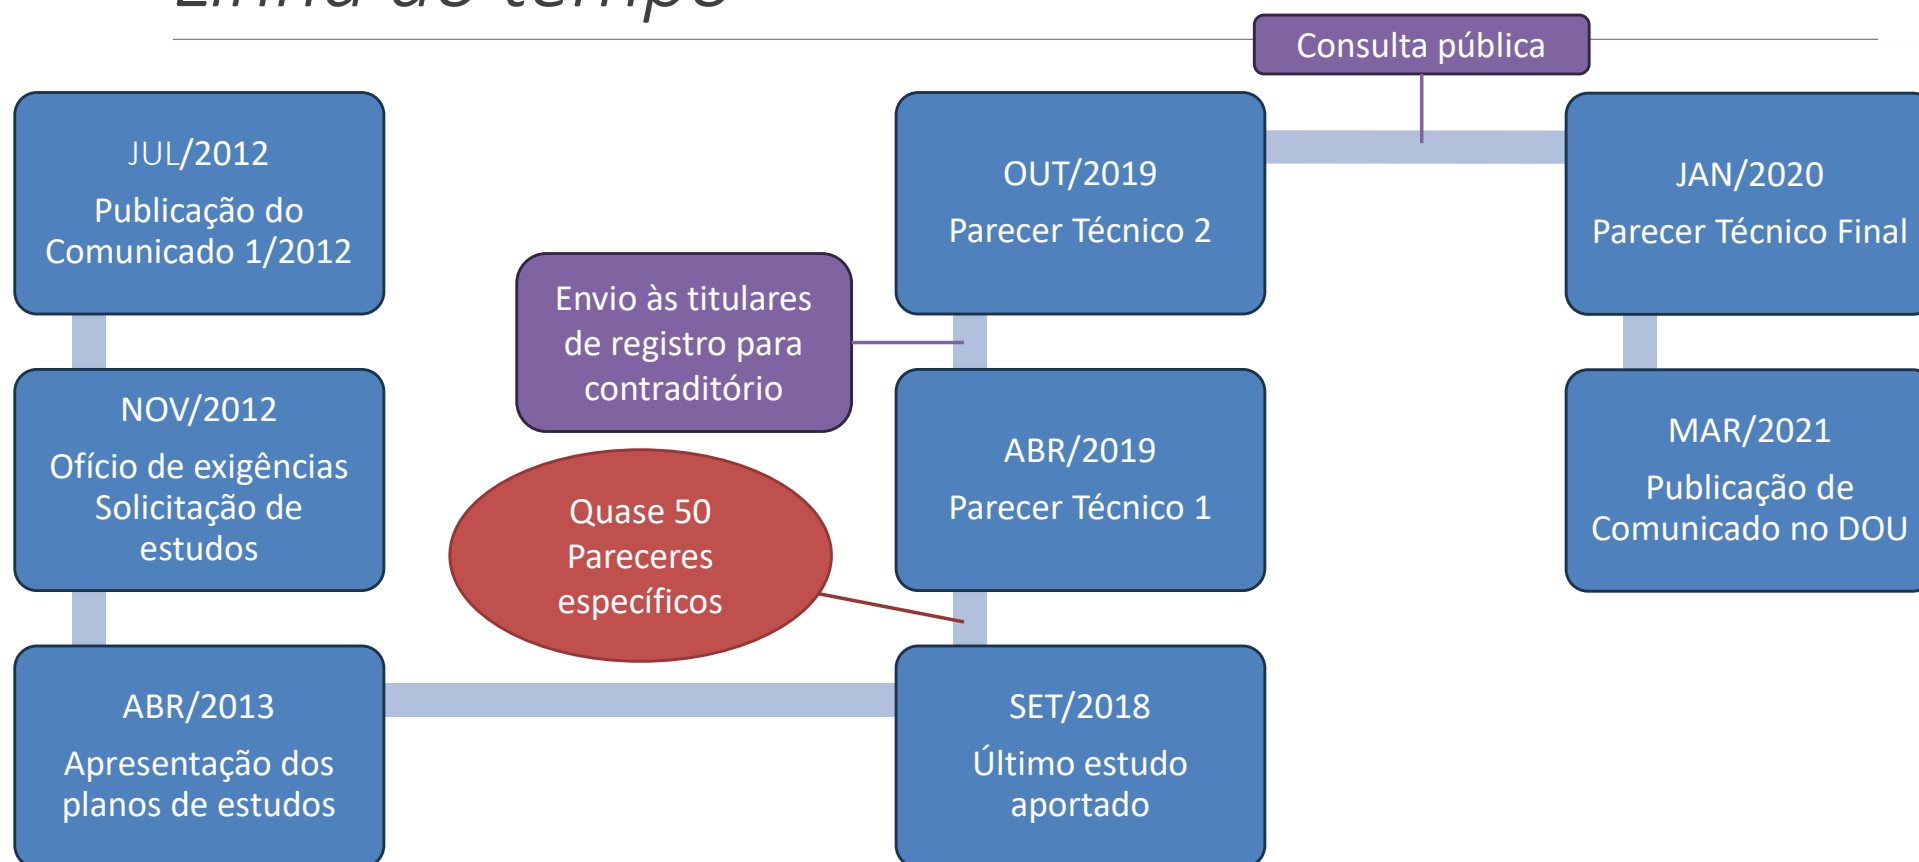 Linha do tempo
Consulta pública
JUL/2012
Publicação do
Comunicado 1/2012
NOV/2012
Ofício de exigências
Solicitação de
estudos
ABR/2013
Apresentação dos
planos de estudos
SET/2018
Último estudo
aportado
Quase 50
Pareceres
específicos
ABR/2019
Parecer Técnico 1
Envio às titulares
de registro para
contraditório
OUT/2019
Parecer Técnico 2
JAN/2020
Parecer Técnico Final
MAR/2021
Publicação de
Comunicado no DOU